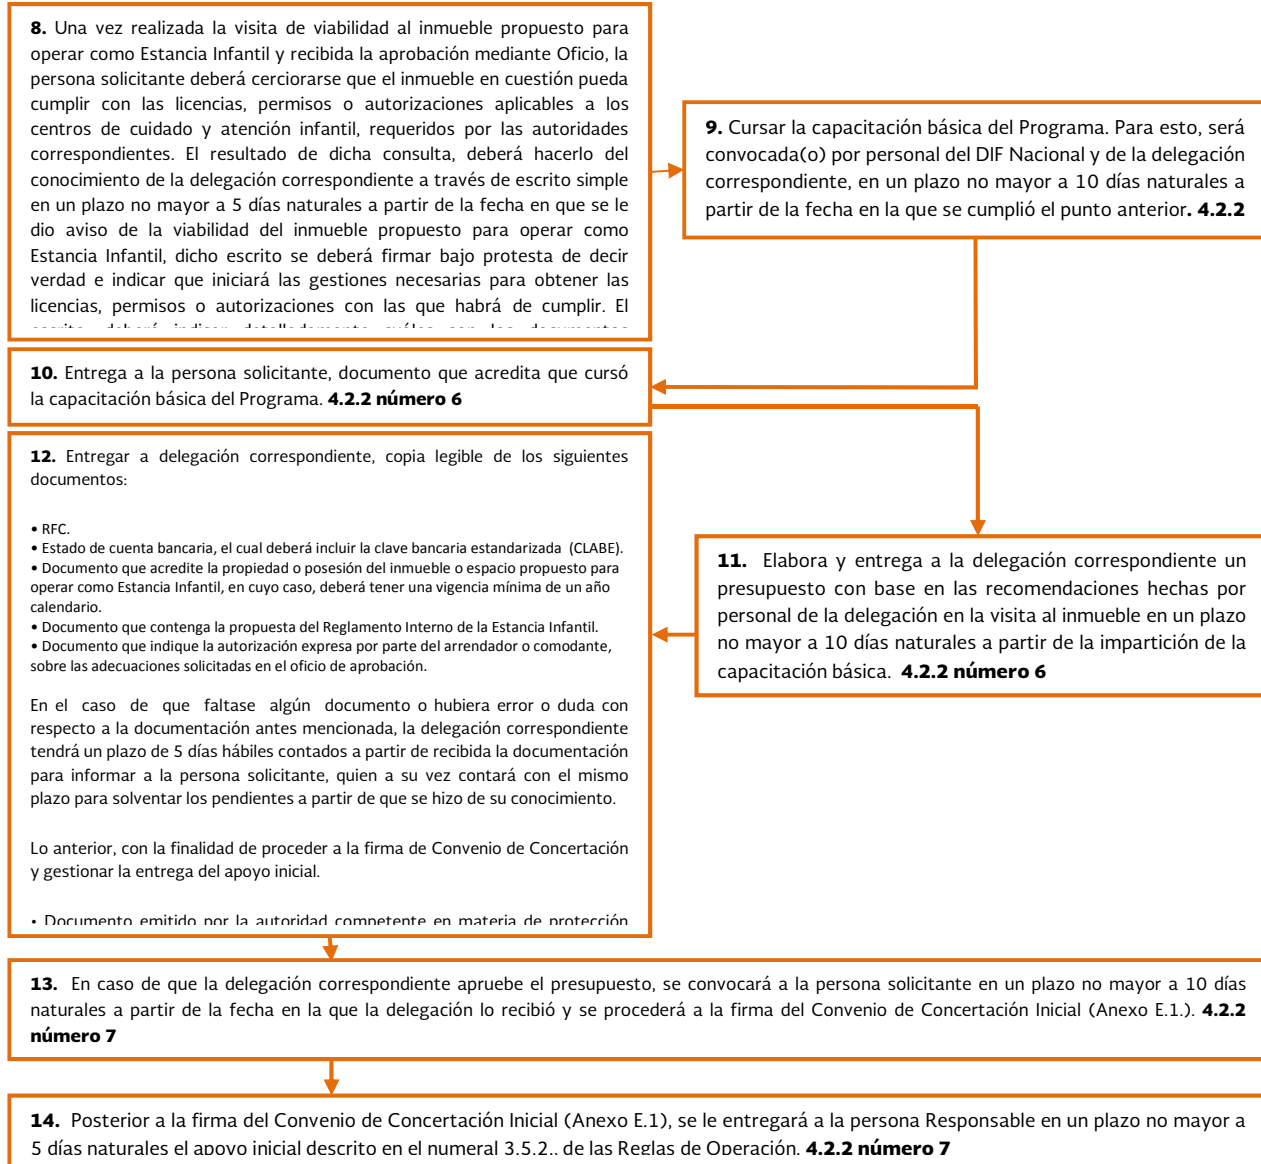 8. Una vez realizada la visita de viabilidad al inmueble propuesto para
operar como Estancia Infantil y recibida la aprobación mediante Oficio, la
persona solicitante deberá cerciorarse que el inmueble en cuestión pueda
cumplir con las licencias, permisos o autorizaciones aplicables a los
centros de cuidado y atención infantil, requeridos por las autoridades
correspondientes. El resultado de dicha consulta, deberá hacerlo del
conocimiento de la delegación correspondiente a través de escrito simple
en un plazo no mayor a 5 días naturales a partir de la fecha en que se le
dio aviso de la viabilidad del inmueble propuesto para operar como
Estancia Infantil, dicho escrito se deberá firmar bajo protesta de decir
verdad e indicar que iniciará las gestiones necesarias para obtener las
licencias, permisos o autorizaciones con las que habrá de cumplir. El
escrito deberá indicar detalladamente cuáles son los documentos
9. Cursar la capacitación básica del Programa. Para esto, será
convocada(o) por personal del DIF Nacional y de la delegación
correspondiente, en un plazo no mayor a 10 días naturales a
partir de la fecha en la que se cumplió el punto anterior. 4.2.2
10. Entrega a la persona solicitante, documento que acredita que cursó
la capacitación básica del Programa. 4.2.2 número 6
11. Elabora y entrega a la delegación correspondiente un
presupuesto con base en las recomendaciones hechas por
personal de la delegación en la visita al inmueble en un plazo
no mayor a 10 días naturales a partir de la impartición de la
capacitación básica. 4.2.2 número 6
12. Entregar a delegación correspondiente, copia legible de los siguientes
documentos:
• RFC.
• Estado de cuenta bancaria, el cual deberá incluir la clave bancaria estandarizada (CLABE).
• Documento que acredite la propiedad o posesión del inmueble o espacio propuesto para
operar como Estancia Infantil, en cuyo caso, deberá tener una vigencia mínima de un año
calendario.
• Documento que contenga la propuesta del Reglamento Interno de la Estancia Infantil.
• Documento que indique la autorización expresa por parte del arrendador o comodante,
sobre las adecuaciones solicitadas en el oficio de aprobación.
En el caso de que faltase algún documento o hubiera error o duda con
respecto a la documentación antes mencionada, la delegación correspondiente
tendrá un plazo de 5 días hábiles contados a partir de recibida la documentación
para informar a la persona solicitante, quien a su vez contará con el mismo
plazo para solventar los pendientes a partir de que se hizo de su conocimiento.
Lo anterior, con la finalidad de proceder a la firma de Convenio de Concertación
y gestionar la entrega del apoyo inicial.
• Documento emitido por la autoridad competente en materia de protección
13. En caso de que la delegación correspondiente apruebe el presupuesto, se convocará a la persona solicitante en un plazo no mayor a 10 días
naturales a partir de la fecha en la que la delegación lo recibió y se procederá a la firma del Convenio de Concertación Inicial (Anexo E.1.). 4.2.2
número 7
14. Posterior a la firma del Convenio de Concertación Inicial (Anexo E.1), se le entregará a la persona Responsable en un plazo no mayor a
5 días naturales el apoyo inicial descrito en el numeral 3.5.2., de las Reglas de Operación. 4.2.2 número 7